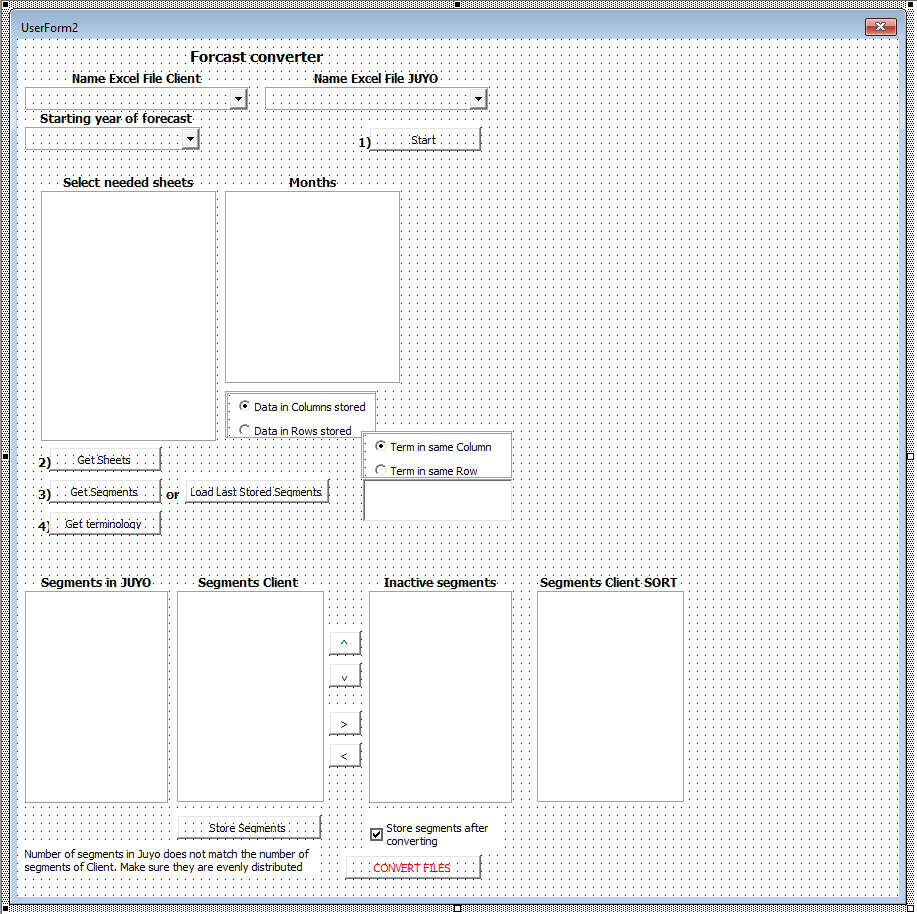 UserForm2
Forcast converter
Name Excel File Client
Name Excel File JUYO
Starting year of forecast
1) Start
Select needed sheets
Months
Data in Columns stored
Data in Rows stored
Term in same Column
Term in same Row
2) Get Sheets
3) Get Segments or Load Last Stored Segments
4) Get terminology
Segments in JUYO
Segments Client
Inactive segments
Segments Client SORT
^
v
>
<
Store Segments
Store segments after
converting
Number of segments in Juyo does not match the number of
segments of Client. Make sure they are evenly distributed
CONVERT FILES